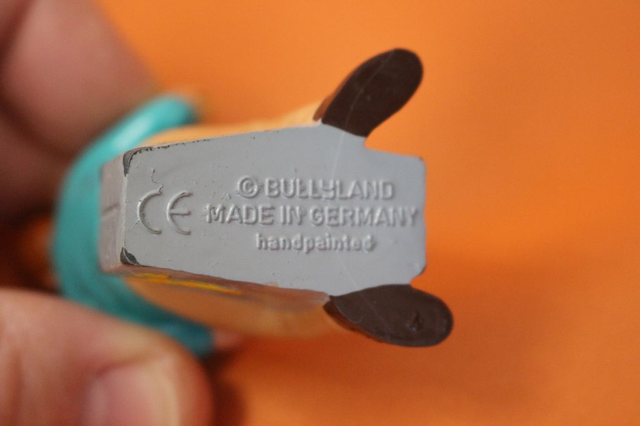 CE
© BULLYLAND
MADE IN GERMANY
handpainted